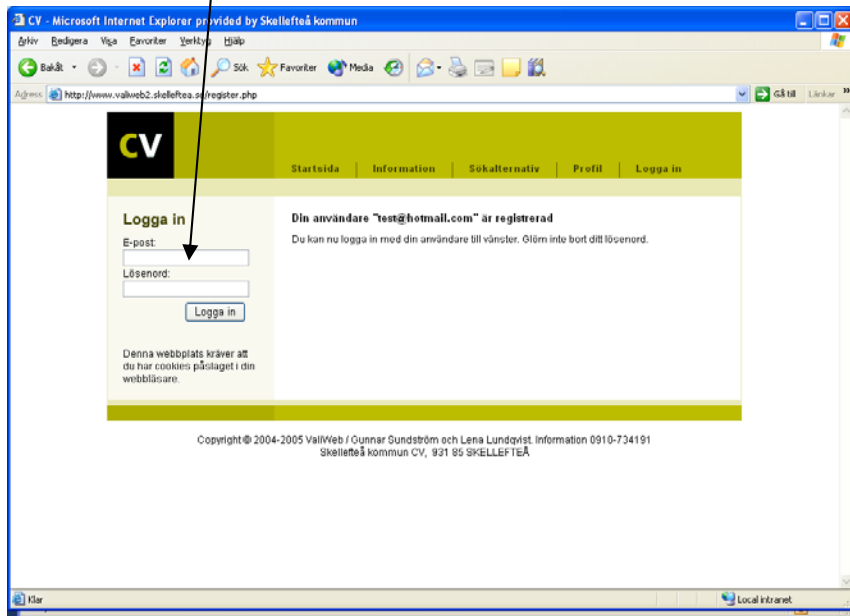 CV - Microsoft Internet Explorer provided by Skellefteå kommun
Arkiv Redigera Visa Favoriter Verktyg Hjälp
Bakåt Sök Favoriter Media
Adress http://www.valiweb2.skelleftea.se/register.php Gå till Länkar »
CV
Startsida Information Sökalternativ Profil Logga in
Logga in
E-post:
Lösenord:
Logga in
Denna webbplats kräver att
du har cookies påslaget i din
webbläsare.
Din användare "test@hotmail.com" är registrerad
Du kan nu logga in med din användare till vänster. Glöm inte bort ditt lösenord.
Copyright © 2004-2005 ValiWeb / Gunnar Sundström och Lena Lundqvist. Information 0910-734191
Skellefteå kommun CV, 931 85 SKELLEFTEÅ
Klar Local intranet